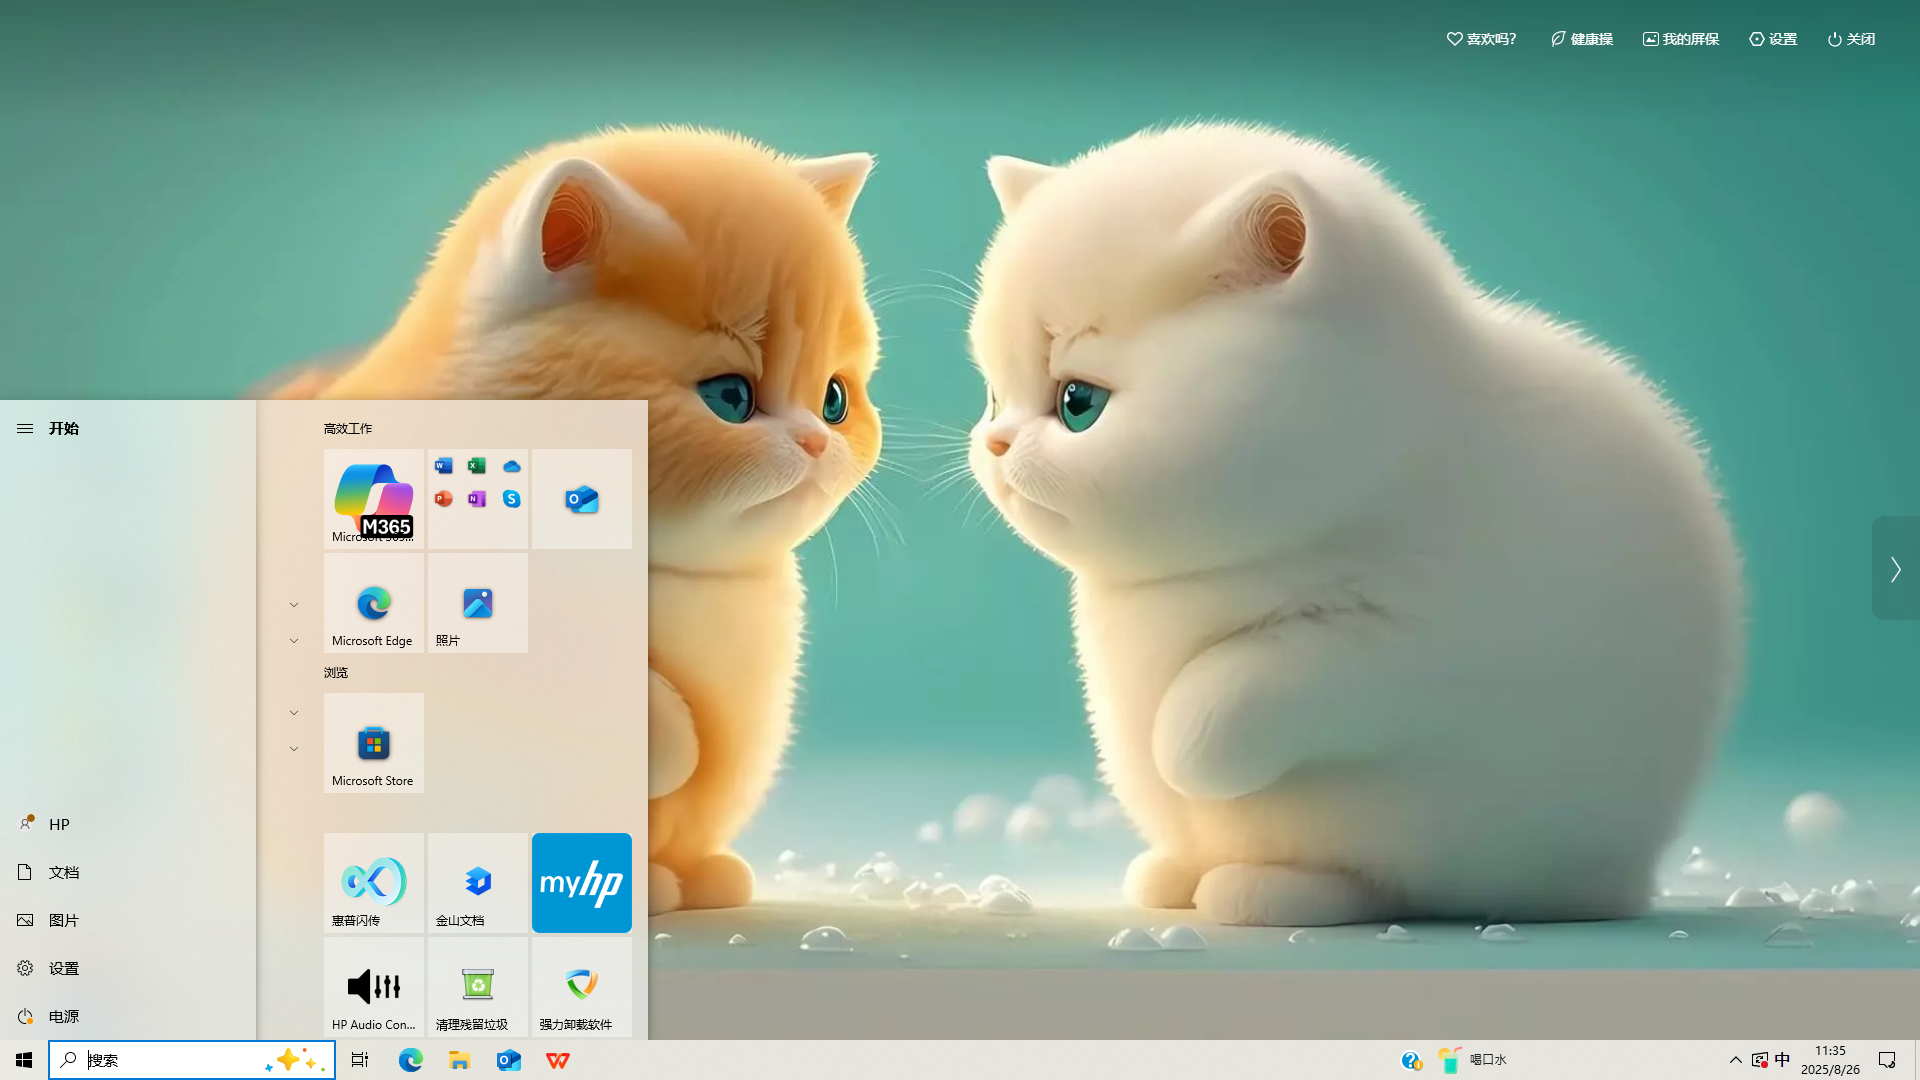 喜欢吗?
健康操
我的屏保
设置
关闭
开始
高效工作
M365
Microsoft 365...
Microsoft Edge
照片
浏览
Microsoft Store
HP
文档
图片
设置
电源
惠普闪传
金山文档
myhp
HP Audio Con...
清理残留垃圾
强力卸载软件
搜索
喝口水
中
11:35
2025/8/26